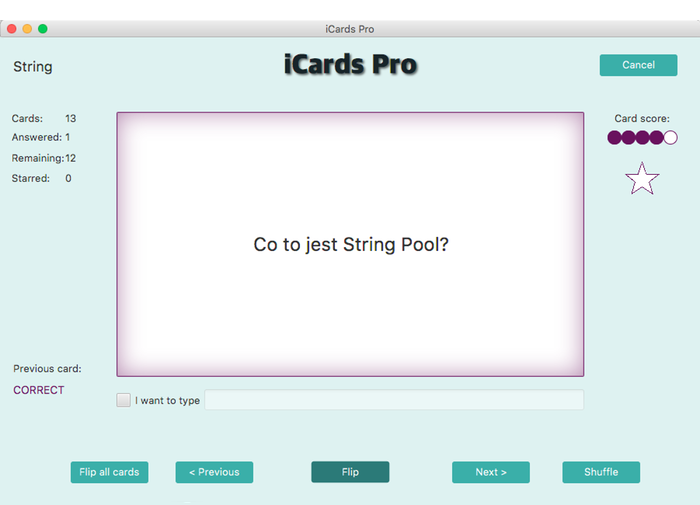 iCards Pro
String
iCards Pro
Cancel
Cards: 13
Answered: 1
Remaining: 12
Starred: 0
Card score:
Co to jest String Pool?
Previous card:
CORRECT
I want to type
Flip all cards
< Previous
Flip
Next >
Shuffle